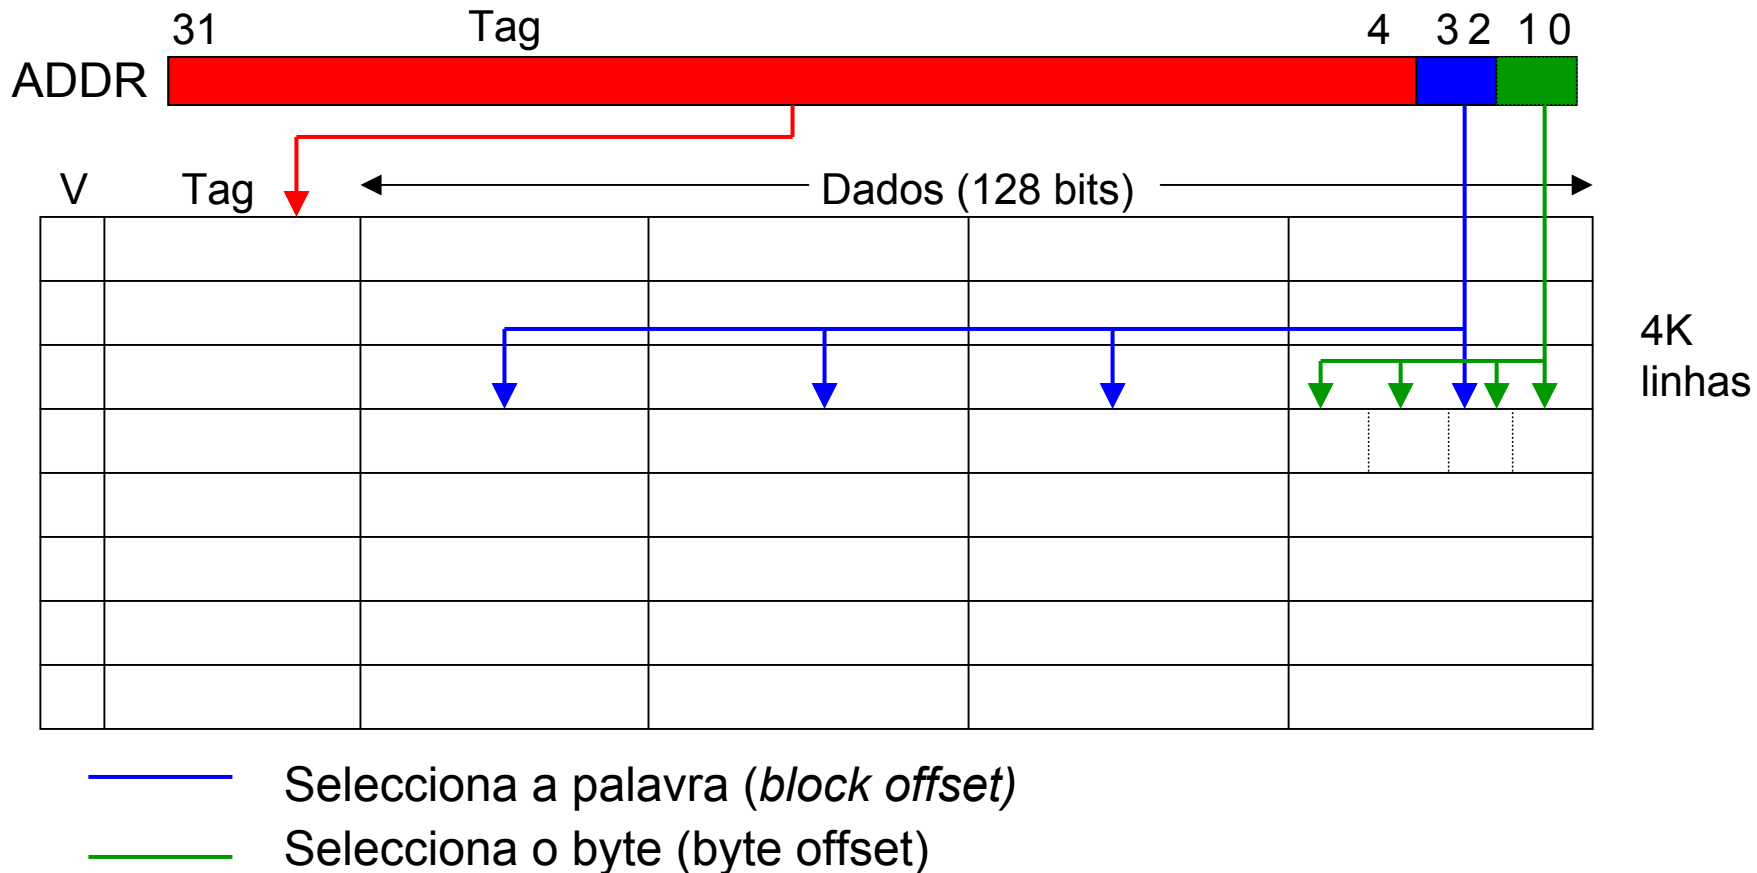 31 Tag 4 3 2 1 0
ADDR
V Tag Dados (128 bits)
4K
linhas
Selecciona a palavra (block offset)
Selecciona o byte (byte offset)